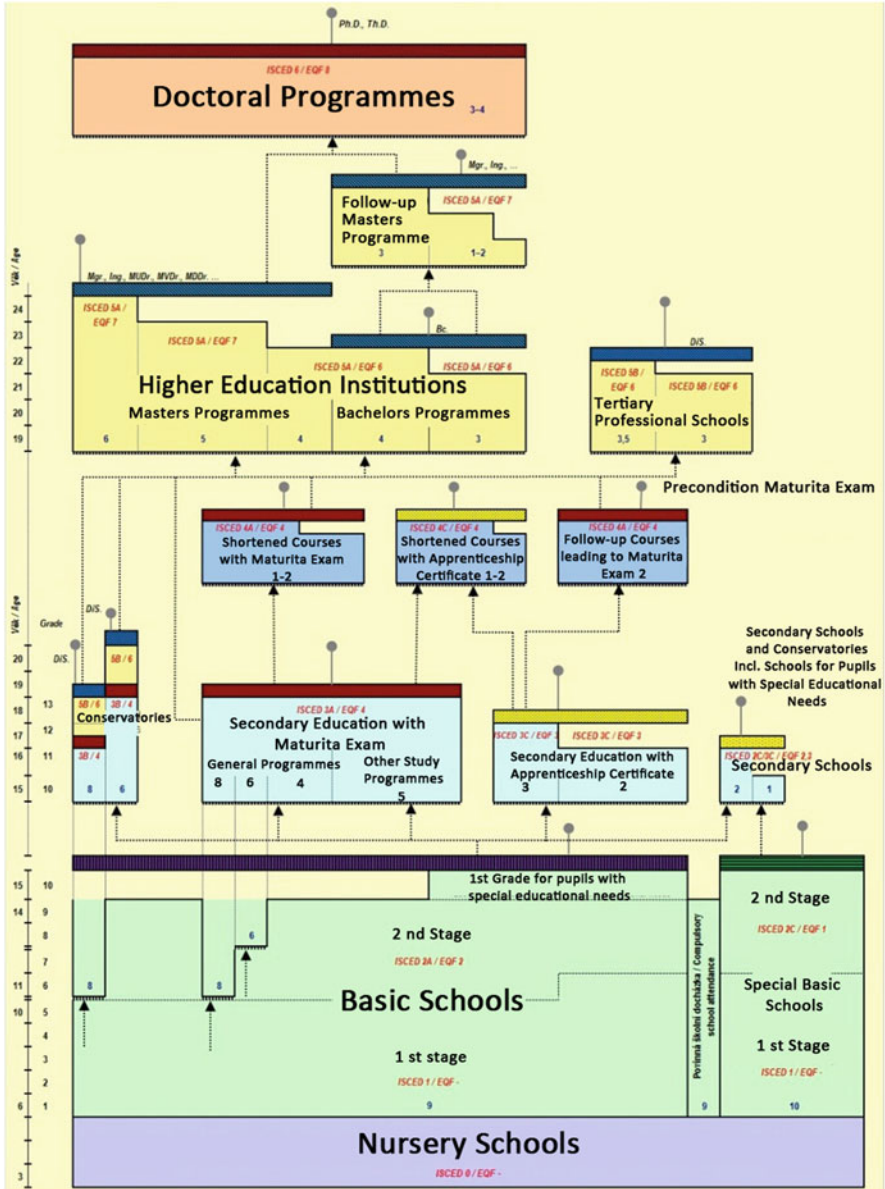 Ph.D., Th.D.
ISCED 6 / EQF 8
Doctoral Programmes
3-4
Mgr., Ing., ...
ISCED 5A / EQF 7
Follow-up
Masters
Programme
3
1-2
Věk / Age
Mgr., Ing., MUDr., MVDr., MDDr. ...
24
23
22
21
20
19
ISCED 5A /
EQF 7
ISCED 5A / EQF 7
Bc.
ISCED 5A / EQF 6
ISCED 5A / EQF 6
Higher Education Institutions
Masters Programmes
Bachelors Programmes
6
5
4
4
3
DiS.
ISCED 5B /
EQF 6
ISCED 5B / EQF 6
Tertiary
Professional Schools
3,5
3
Precondition Maturita Exam
ISCED 4A / EQF 4
Shortened Courses
with Maturita Exam
1-2
ISCED 4C / EQF 4
Shortened Courses
with Apprenticeship
Certificate 1-2
ISCED 4A / EQF 4
Follow-up Courses
leading to Maturita
Exam 2
Věk / Age
Grade
DiS.
DiS.
20
19
18
17
16
15
13
12
11
10
5B / 6
5B / 6
3B / 4
Conservatories
3B / 4
8
6
ISCED 3A / EQF 4
Secondary Education with
Maturita Exam
General Programmes
8
6
4
Other Study
Programmes
5
ISCED 3C / EQF 3
ISCED 3C / EQF 3
Secondary Education with
Apprenticeship Certificate
3
2
Secondary Schools
and Conservatories
Incl. Schools for Pupils
with Special Educational
Needs
ISCED 2C/3C / EQF 2,3
Secondary Schools
2
1
15
14
11
10
6
3
10
9
8
7
6
5
4
3
2
1
1st Grade for pupils with
special educational needs
8
8
6
2 nd Stage
ISCED 2A / EQF 2
Basic Schools
1 st stage
ISCED 1 / EQF -
9
Povinná školní docházka / Compulsory
school attendance
9
2 nd Stage
ISCED 2C / EQF 1
Special Basic
Schools
1 st Stage
ISCED 1 / EQF -
10
Nursery Schools
ISCED 0 / EQF -